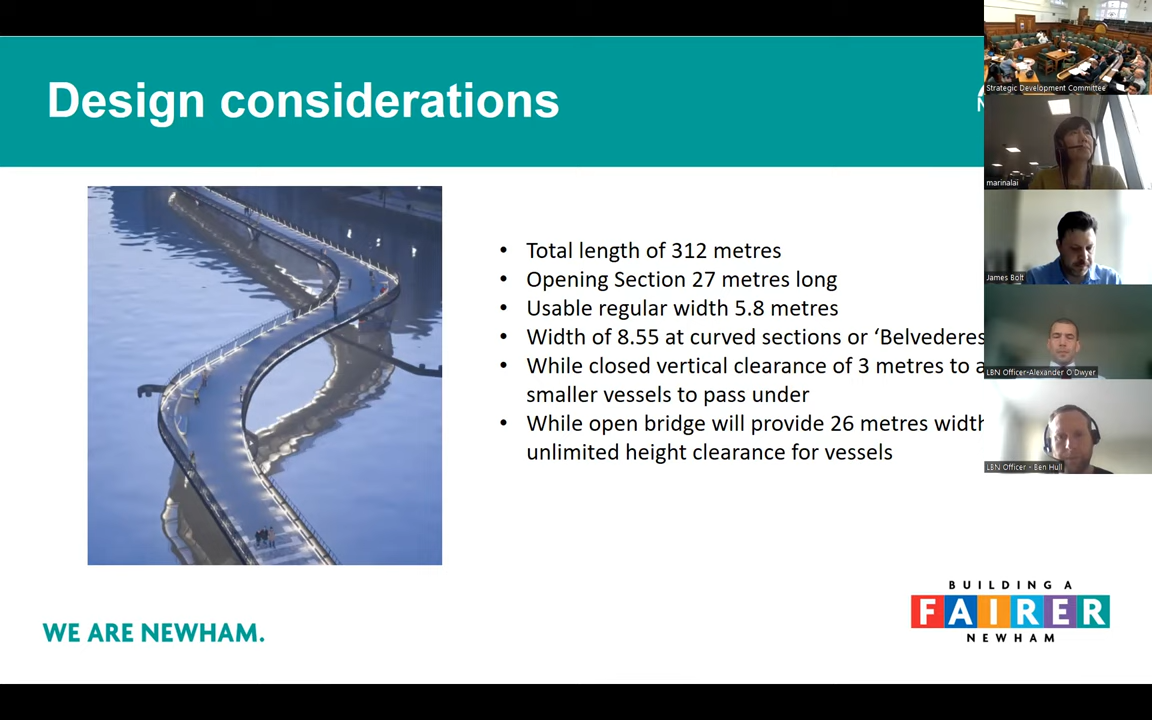 Design considerations
• Total length of 312 metres
• Opening Section 27 metres long
• Usable regular width 5.8 metres
• Width of 8.55 at curved sections or ‘Belvederes
• While closed vertical clearance of 3 metres to a
smaller vessels to pass under
• While open bridge will provide 26 metres width
unlimited height clearance for vessels
WE ARE NEWHAM.
BUILDING A
FAIRER
NEWHAM
Strategic Development Committee
marinalai
James Bolt
LBN Officer-Alexander O'Dwyer
LBN Officer - Ben Hull